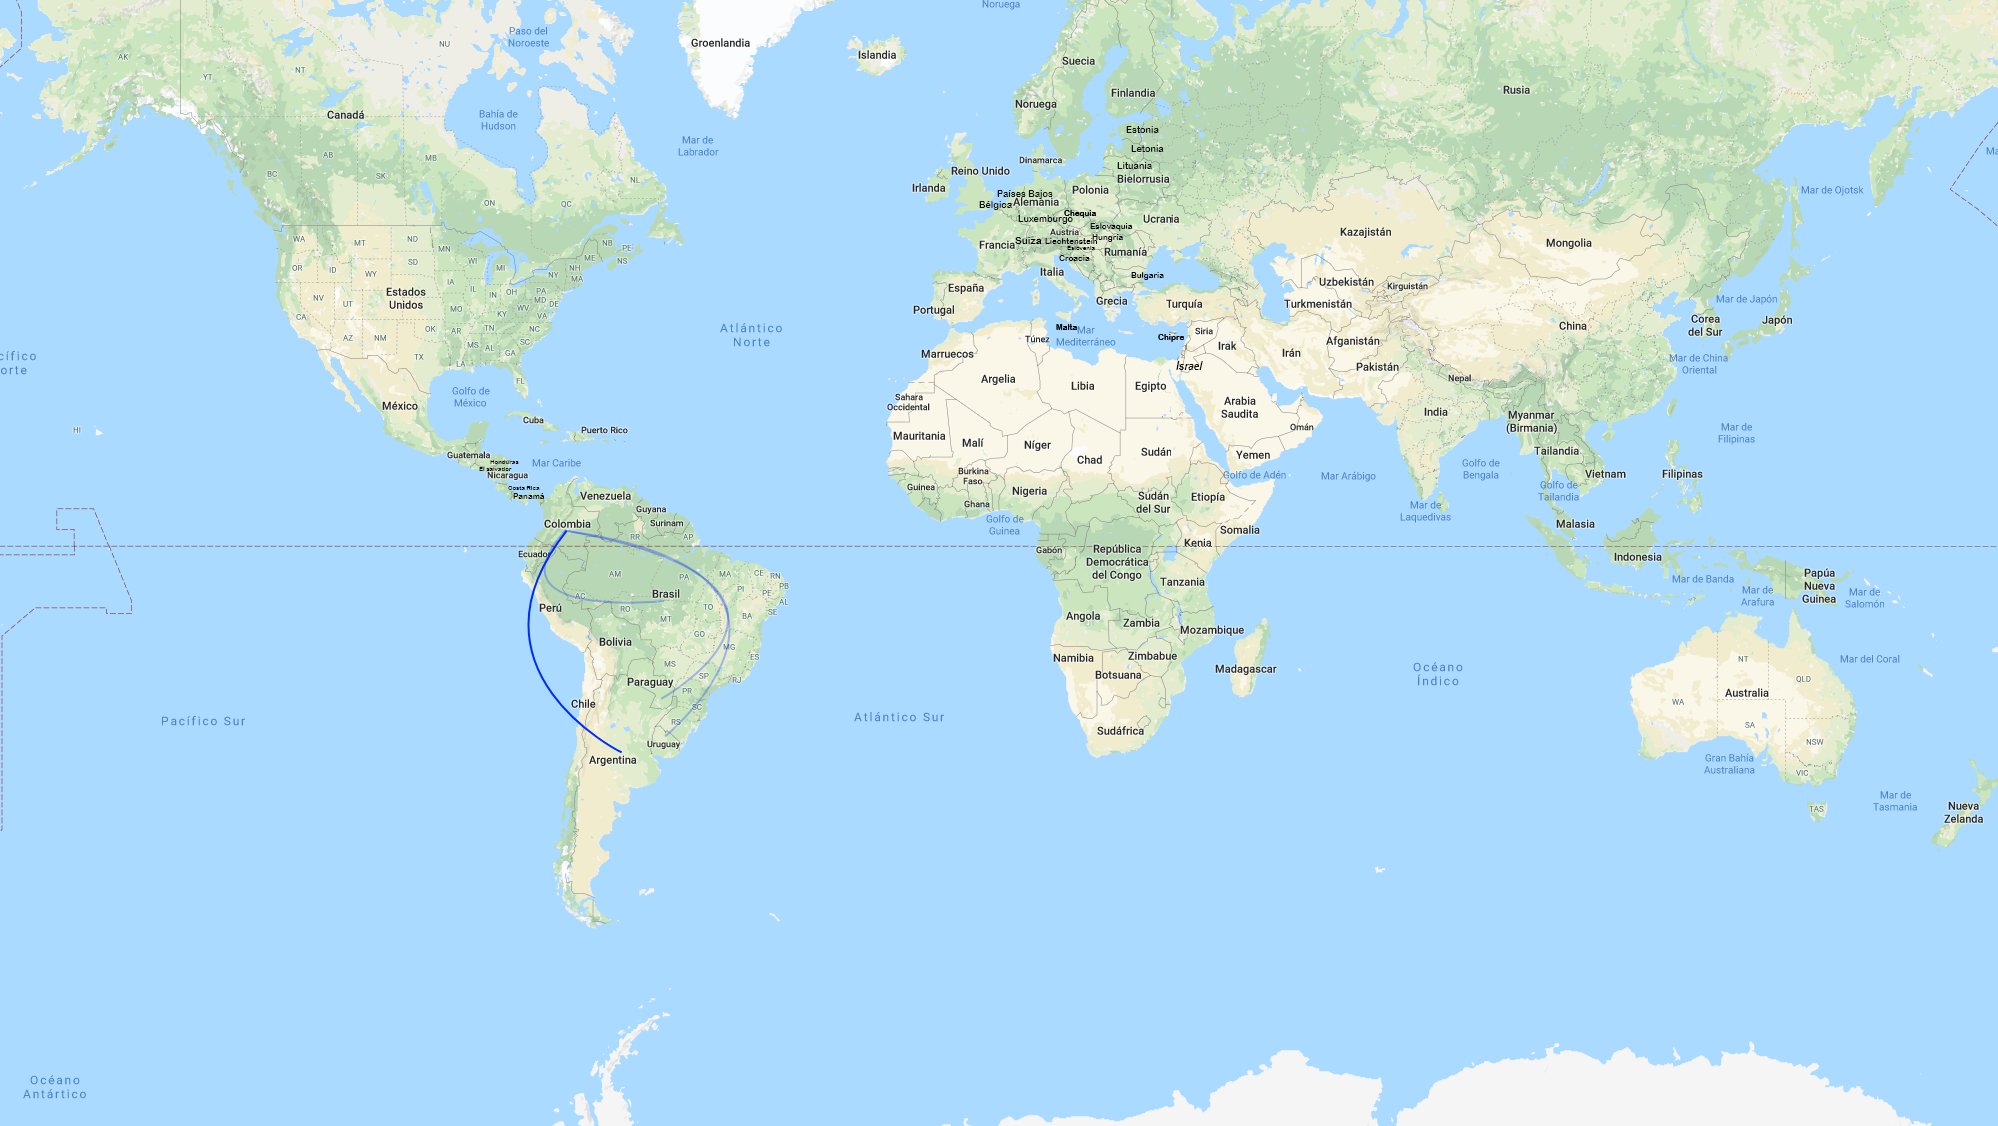 Noruega
Paso del
Noroeste
NU
Groenlandia
Islandia
Suecia
AK
YT
NT
Finlandia
Rusia
Noruega
Canadá
Bahía de
Hudson
Mar de
Labrador
Estonia
Letonia
Ma
AB
MB
Dinamarca
Lituania
BC
SK
NL
Reino Unido
Bielorrusia
Irlanda
Países Bajos
Polonia
Mar de Ojotsk
ON
QC
Bélgica
Alemania
Chequia
Luxemburgo
Ucrania
Eslovaquia
Austria
Kazajistán
WA
MT
ND
MN
NB
PE
Francia
Suiza
Liechtenstein
Hungría
Eslovenia
Rumanía
Mongolia
OR
ID
WY
SD
WI
MI
ME
NS
NH
MA
Croacia
Italia
Bulgaria
NV
UT
Estados
Unidos
IA
IL
IN
OH
PA
NY
España
Uzbekistán
Kirguistán
Portugal
Grecia
Turquía
Turkmenistán
Mar de Japón
CA
MO
KY
MD
DE
WV
VA
Corea
del Sur
Japón
AZ
NM
OK
AR
TN
NC
SC
Atlántico
Norte
Malta
Mar
Mediterráneo
Túnez
Chipre
Siria
Irak
Irán
Afganistán
China
cífico
orte
TX
MS
AL
GA
LA
Marruecos
Israel
Pakistán
Mar de China
Oriental
FL
Argelia
Libia
Egipto
Nepal
México
Golfo de
México
Sahara
Occidental
Arabia
Saudita
India
Myanmar
(Birmania)
HI
Cuba
Puerto Rico
Mauritania
Malí
Níger
Chad
Sudán
Omán
Mar de
Filipinas
Guatemala
Honduras
El salvador
Nicaragua
Mar Caribe
Yemen
Tailandia
Burkina
Faso
Golfo de Adén
Mar Arábigo
Golfo de
Bengala
Vietnam
Filipinas
Costa Rica
Panamá
Venezuela
Guinea
Nigeria
Sudán
del Sur
Etiopía
Golfo de
Tailandia
Guyana
Surinam
Ghana
Golfo de
Guinea
Mar de
Laquedivas
Colombia
RR
AP
Somalia
Malasia
Ecuador
Gabón
República
Democrática
del Congo
Kenia
Indonesia
AM
PA
MA
CE
RN
PB
Tanzania
Mar de Banda
Papúa
Nueva
Guinea
AC
RO
Brasil
TO
PI
PE
AL
SE
Mar de
Arafura
Mar de
Salomón
Perú
MT
BA
Angola
Zambia
Mozambique
Bolivia
GO
MG
ES
Namibia
Zimbabue
Botsuana
Madagascar
Océano
Índico
NT
Mar del Coral
MS
SP
RJ
QLD
Paraguay
PR
WA
Australia
Chile
SC
Pacífico Sur
RS
Atlántico Sur
Sudáfrica
SA
Uruguay
NSW
Argentina
Gran Bahía
Australiana
VIC
TAS
Mar de
Tasmania
Nueva
Zelanda
Océano
Antártico